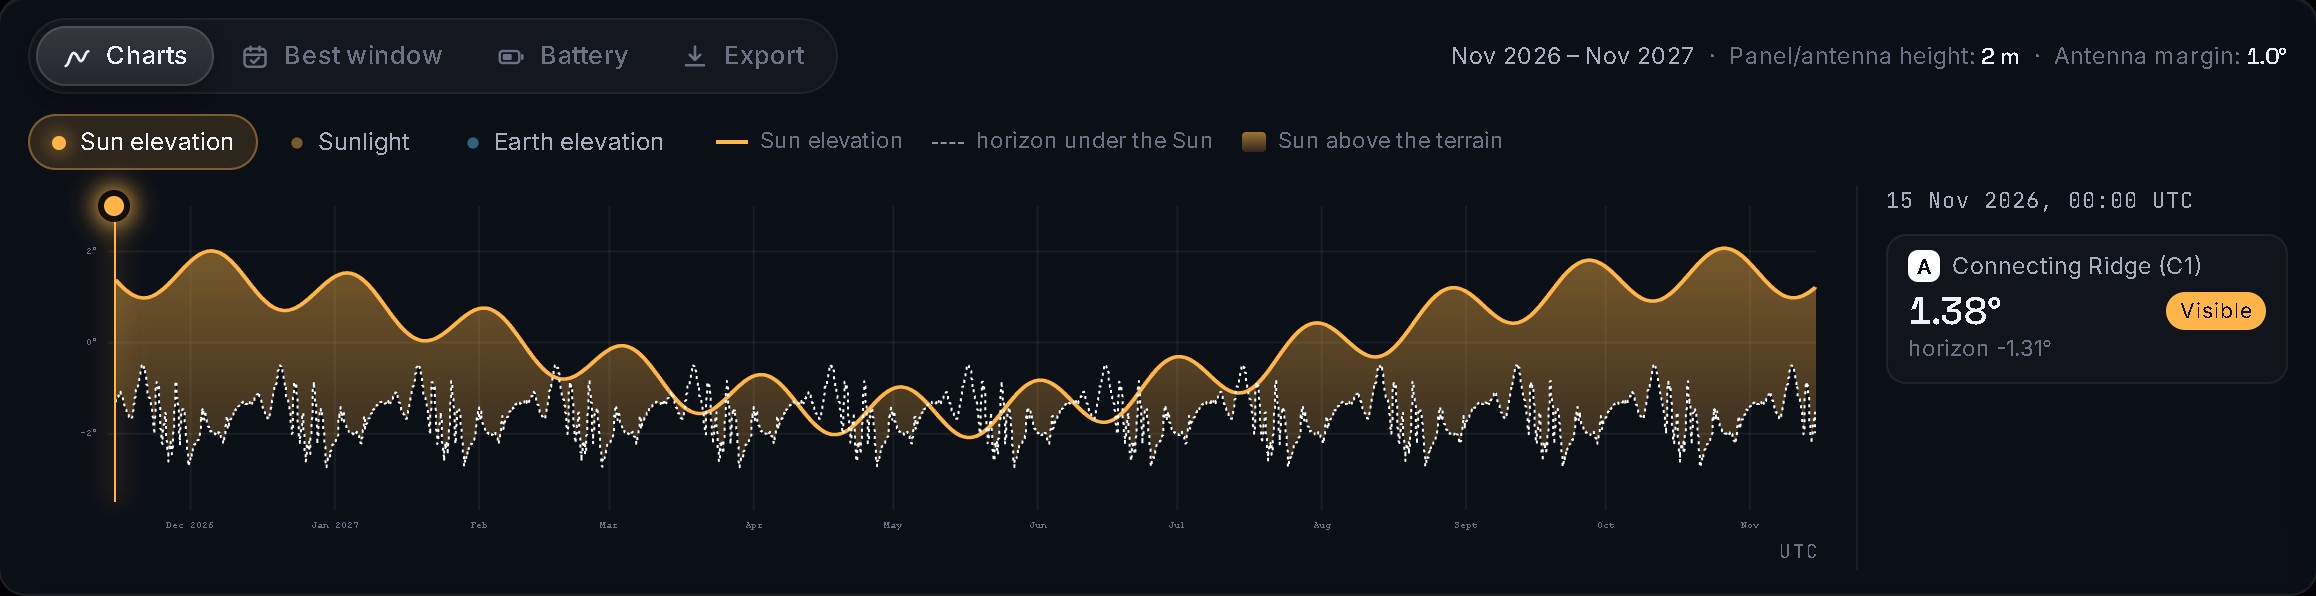 Charts Best window Battery Export
Nov 2026 – Nov 2027 · Panel/antenna height: 2 m · Antenna margin: 1.0°
Sun elevation Sunlight Earth elevation Sun elevation horizon under the Sun Sun above the terrain
15 Nov 2026, 00:00 UTC
A Connecting Ridge (C1)
1.38° Visible
horizon -1.31°
2°
0°
-2°
Dec 2026 Jan 2027 Feb Mar Apr May Jun Jul Aug Sept Oct Nov
UTC